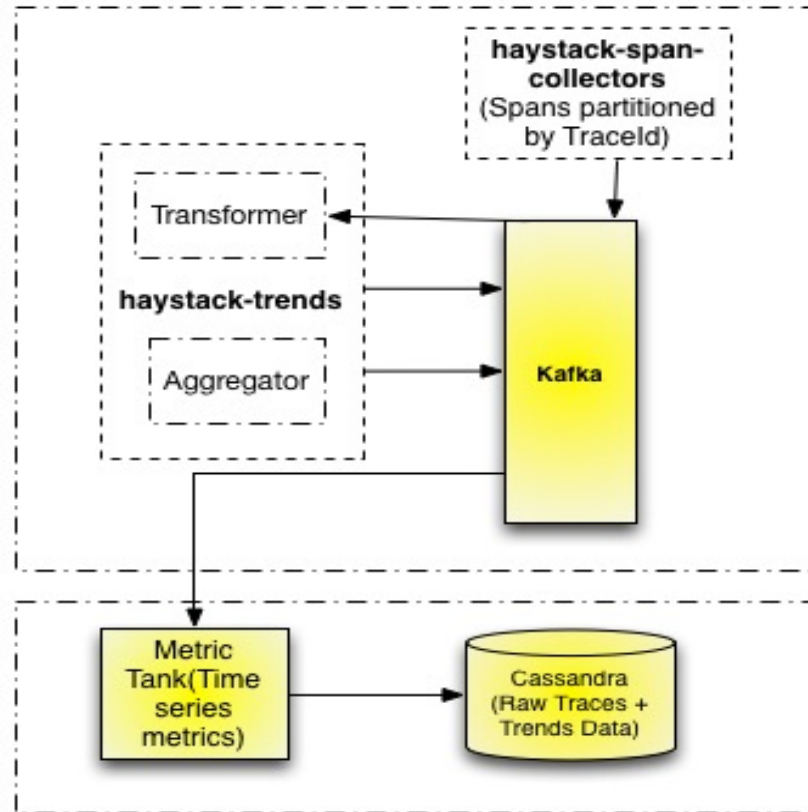 haystack-span-
collectors
(Spans partitioned
by TraceId)
Transformer
haystack-trends
Aggregator
Kafka
Metric
Tank(Time
series
metrics)
Cassandra
(Raw Traces +
Trends Data)